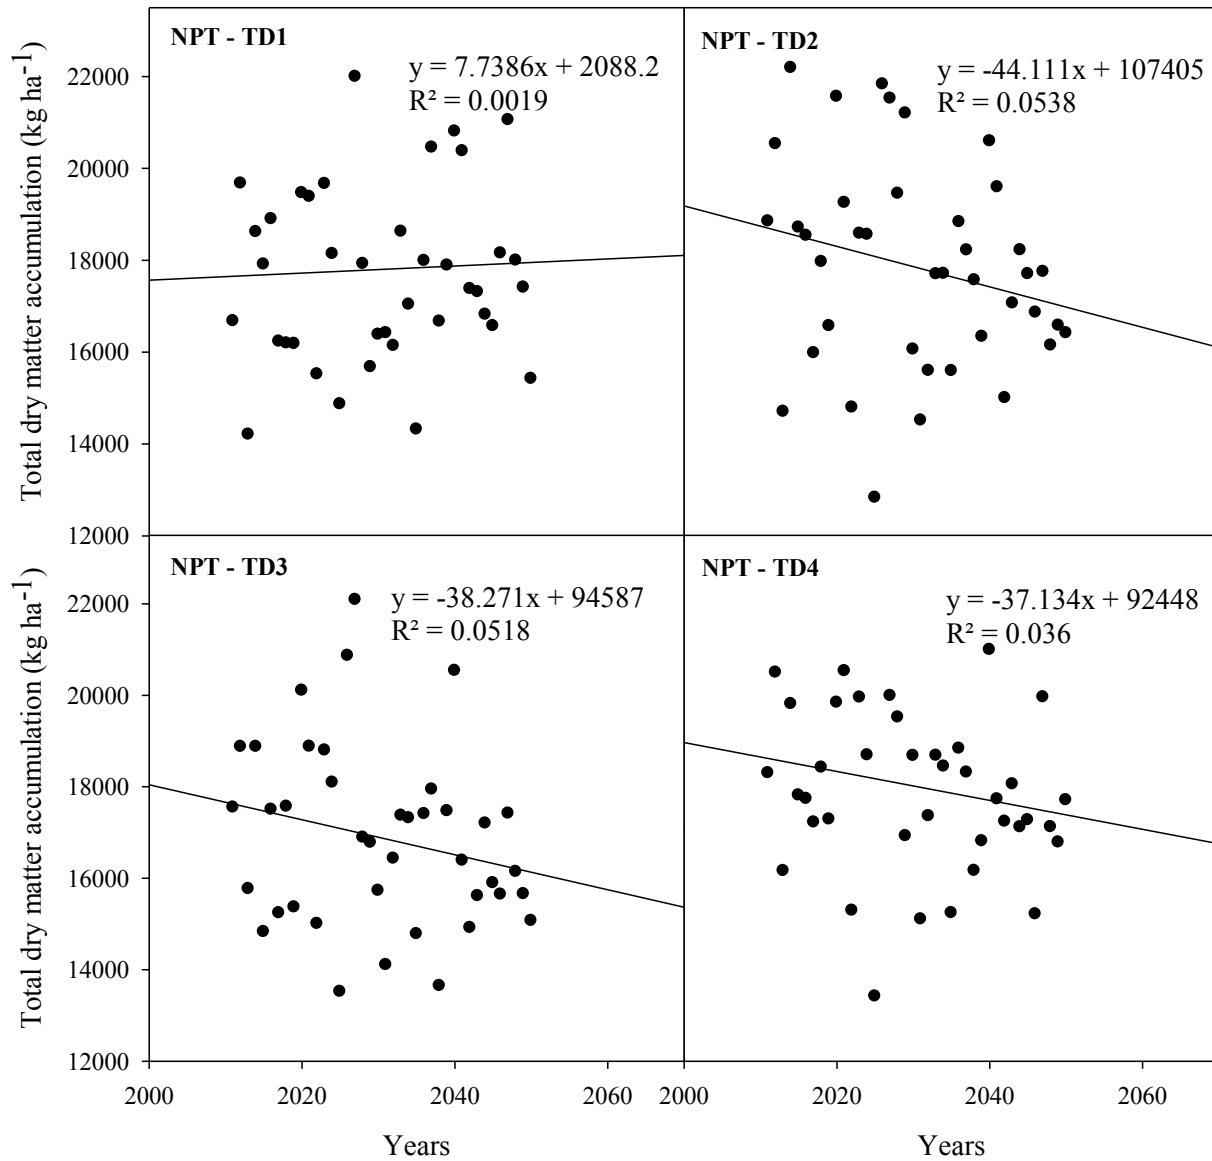 NPT - TD1
y = 7.7386x + 2088.2
R² = 0.0019
NPT - TD2
y = -44.111x + 107405
R² = 0.0538
Total dry matter accumulation (kg ha⁻¹)
22000
20000
18000
16000
14000
12000
NPT - TD3
y = -38.271x + 94587
R² = 0.0518
NPT - TD4
y = -37.134x + 92448
R² = 0.036
Total dry matter accumulation (kg ha⁻¹)
22000
20000
18000
16000
14000
12000
2000 2020 2040 2060 2000 2020 2040 2060
Years Years